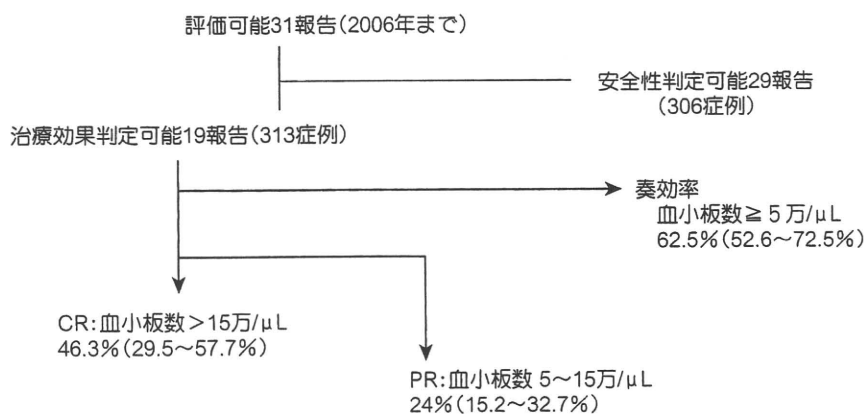 評価可能31報告(2006年まで)
安全性判定可能29報告
(306症例)
治療効果判定可能19報告(313症例)
奏効率
血小板数≧5万/μL
62.5%(52.6〜72.5%)
CR:血小板数>15万/μL
46.3%(29.5〜57.7%)
PR:血小板数 5〜15万/μL
24%(15.2〜32.7%)